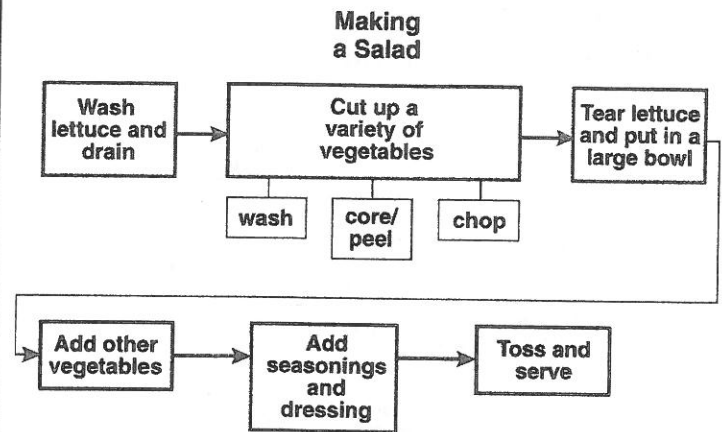 Making
a Salad
Wash
lettuce and
drain
Cut up a
variety of
vegetables
Tear lettuce
and put in a
large bowl
wash
core/
peel
chop
Add other
vegetables
Add
seasonings
and
dressing
Toss and
serve